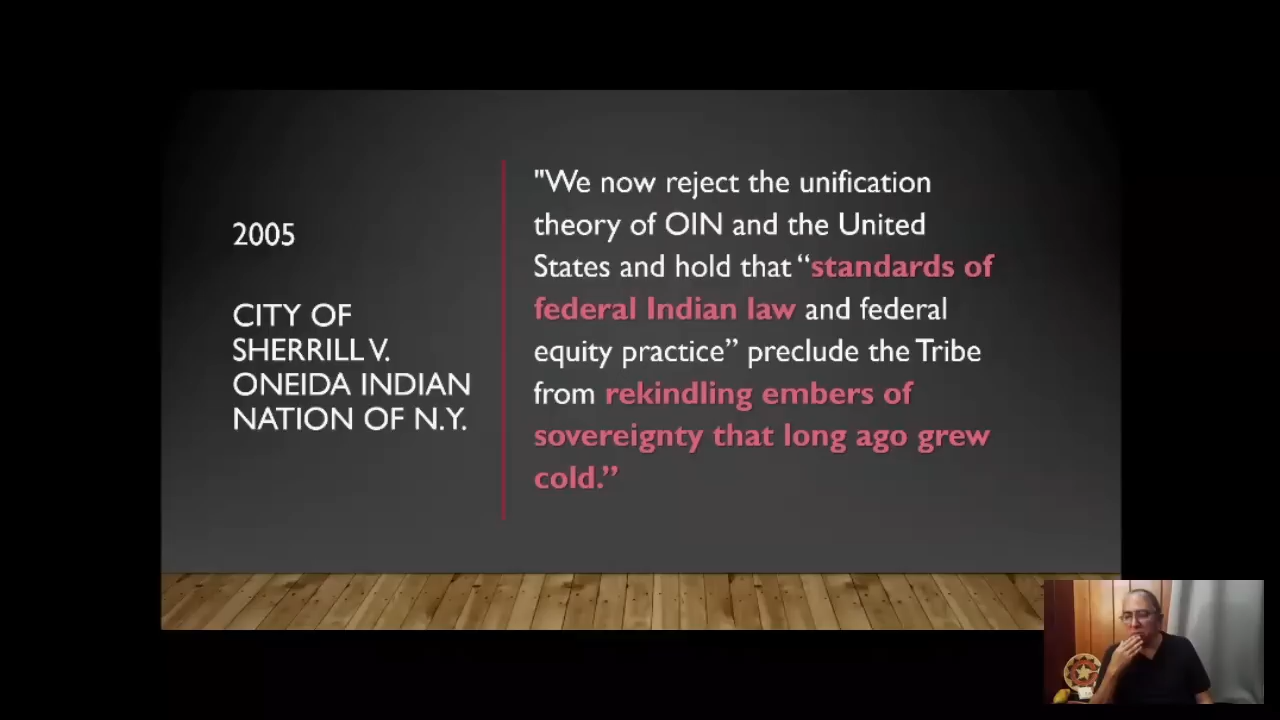 2005
CITY OF
SHERRILL V.
ONEIDA INDIAN
NATION OF N.Y.
"We now reject the unification
theory of OIN and the United
States and hold that “standards of
federal Indian law and federal
equity practice” preclude the Tribe
from rekindling embers of
sovereignty that long ago grew
cold.”